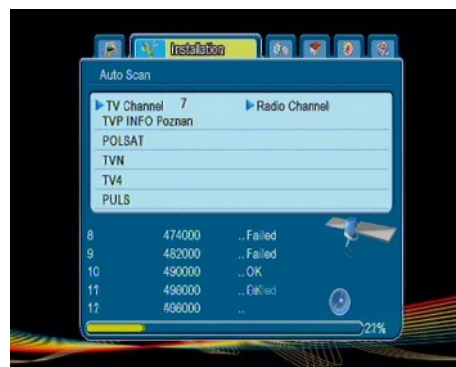 Installation
Auto Scan
TV Channel 7 Radio Channel
TVP INFO Poznan
POLSAT
TVN
TV4
PULS
8 474000 ..Failed
9 482000 ..Failed
10 490000 ..OK
11 498000
12 ..
21%